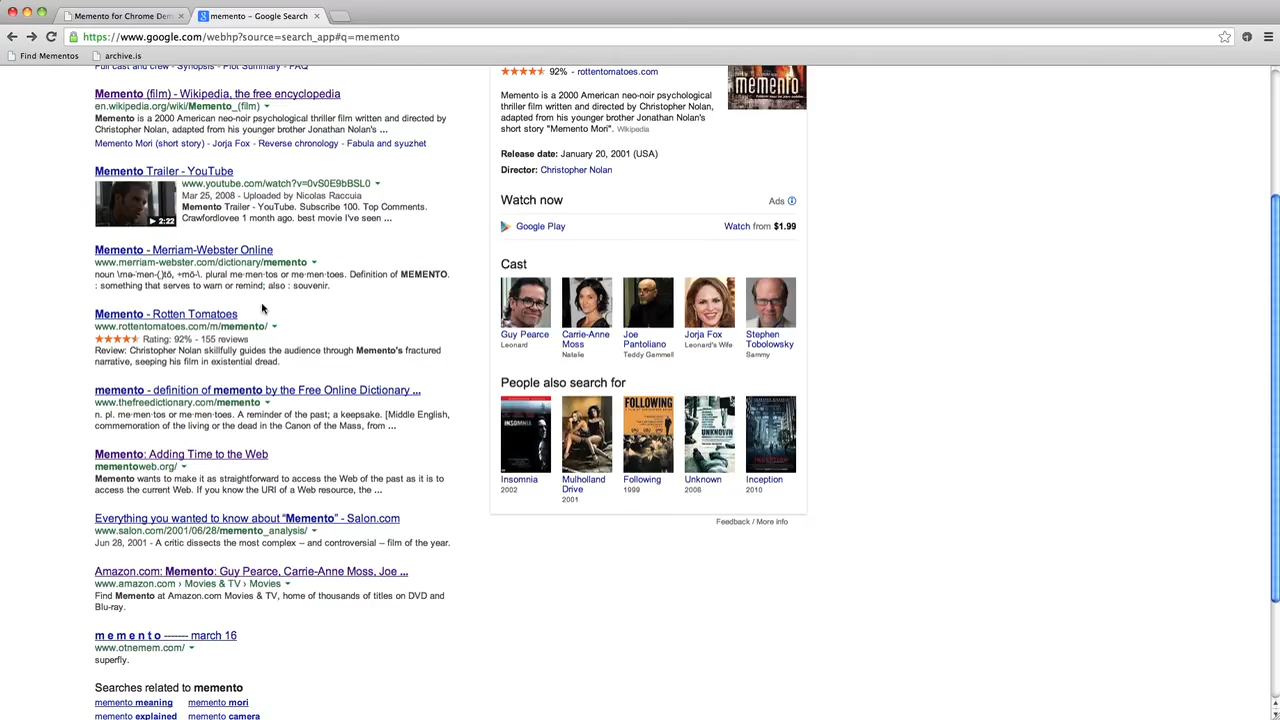 Memento for Chrome Den
memento – Google Search
https://www.google.com/webhp?source=search_app#q=memento
Find Mementos
archive.is
Full cast and crew - Synopsis - Plot Summary - FAQ
Memento (film) - Wikipedia, the free encyclopedia
en.wikipedia.org/wiki/Memento_(film)
Memento is a 2000 American neo-noir psychological thriller film written and directed by
Christopher Nolan, adapted from his younger brother Jonathan Nolan's ...
Memento Mori (short story) - Jorja Fox - Reverse chronology - Fabula and syuzhet
Memento Trailer - YouTube
www.youtube.com/watch?v=0vS0E9bBSL0
Mar 25, 2008 - Uploaded by Nicolas Raccuia
Memento Trailer - YouTube. Subscribe 100. Top Comments.
Crawfordlovee 1 month ago. best movie I've seen ...
2:22
Memento - Merriam-Webster Online
www.merriam-webster.com/dictionary/memento
noun \mə-ˈmen-(ˌ)tō, ÷mō-\. plural me·men·tos or me·men·toes. Definition of MEMENTO.
: something that serves to warn or remind; also : souvenir.
Memento - Rotten Tomatoes
www.rottentomatoes.com/m/memento/
Rating: 92% - 155 reviews
Review: Christopher Nolan skillfully guides the audience through Memento's fractured
narrative, seeping his film in existential dread.
memento - definition of memento by the Free Online Dictionary ...
www.thefreedictionary.com/memento
n. pl. me·men·tos or me·men·toes. A reminder of the past; a keepsake. [Middle English,
commemoration of the living or the dead in the Canon of the Mass, from ...
Memento: Adding Time to the Web
mementoweb.org/
Memento wants to make it as straightforward to access the Web of the past as it is to
access the current Web. If you know the URI of a Web resource, the ...
Everything you wanted to know about “Memento” - Salon.com
www.salon.com/2001/06/28/memento_analysis/
Jun 28, 2001 - A critic dissects the most complex -- and controversial -- film of the year.
Amazon.com: Memento: Guy Pearce, Carrie-Anne Moss, Joe ...
www.amazon.com › Movies & TV › Movies
Find Memento at Amazon.com Movies & TV, home of thousands of titles on DVD and
Blu-ray.
m e m e n t o ------- march 16
www.otnemem.com/
superfly.
Searches related to memento
memento meaning memento mori
memento explained memento camera
92% - rottentomatoes.com
memento
Memento is a 2000 American neo-noir psychological
thriller film written and directed by Christopher Nolan,
adapted from his younger brother Jonathan Nolan's
short story "Memento Mori". Wikipedia
Release date: January 20, 2001 (USA)
Director: Christopher Nolan
Watch now
Ads
Google Play
Watch from $1.99
Cast
Guy Pearce
Leonard
Carrie-Anne
Moss
Natalie
Joe
Pantoliano
Teddy Gammell
Jorja Fox
Leonard's Wife
Stephen
Tobolowsky
Sammy
People also search for
INSOMNIA
FOLLOWING
UNKNOWN
INCEPTION
Insomnia
2002
Mulholland
Drive
2001
Following
1999
Unknown
2006
Inception
2010
Feedback / More info